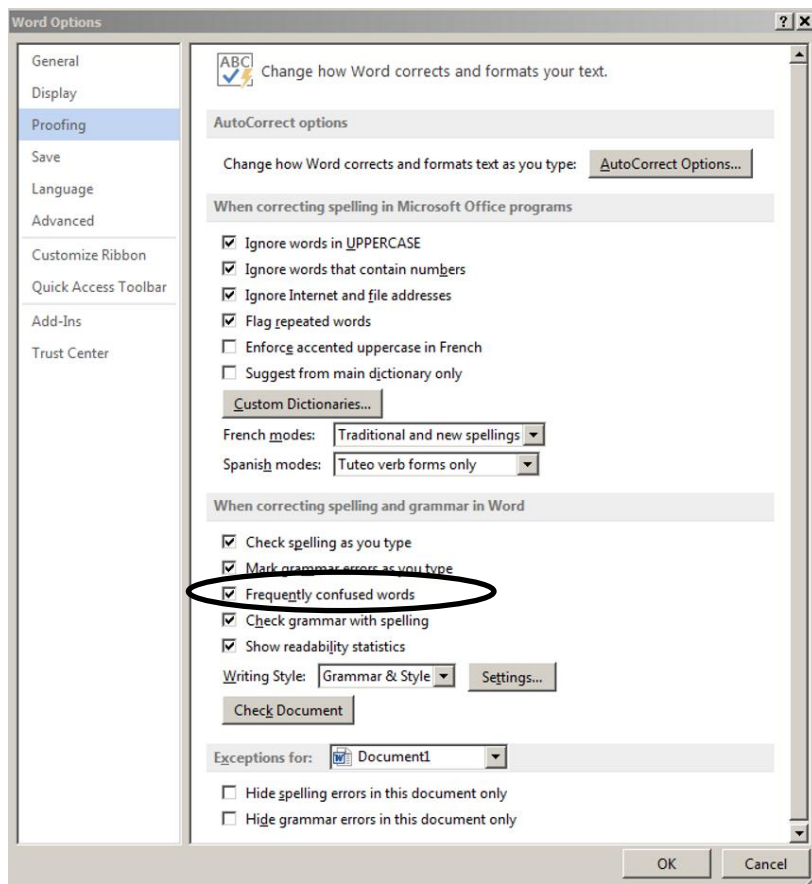 Word Options
General
Display
Proofing
Save
Language
Advanced
Customize Ribbon
Quick Access Toolbar
Add-Ins
Trust Center
ABC
Change how Word corrects and formats your text.
AutoCorrect options
Change how Word corrects and formats text as you type: AutoCorrect Options...
When correcting spelling in Microsoft Office programs
Ignore words in UPPERCASE
Ignore words that contain numbers
Ignore Internet and file addresses
Flag repeated words
Enforce accented uppercase in French
Suggest from main dictionary only
Custom Dictionaries...
French modes: Traditional and new spellings
Spanish modes: Tuteo verb forms only
When correcting spelling and grammar in Word
Check spelling as you type
Mark grammar errors as you type
Frequently confused words
Check grammar with spelling
Show readability statistics
Writing Style: Grammar & Style Settings...
Check Document
Exceptions for: Document1
Hide spelling errors in this document only
Hide grammar errors in this document only
OK Cancel